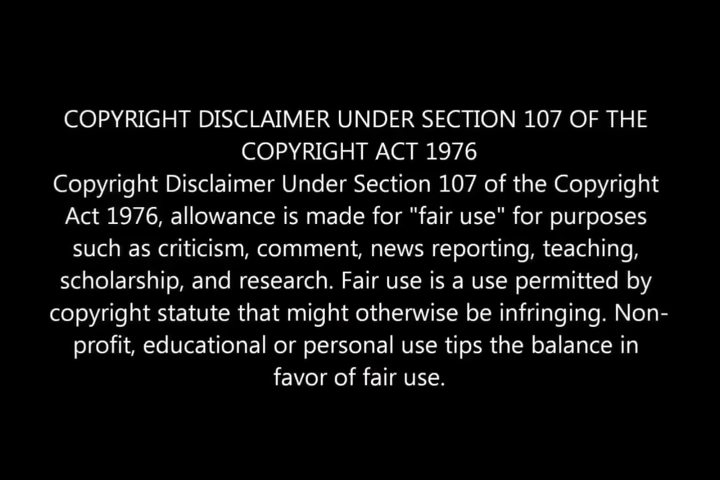 COPYRIGHT DISCLAIMER UNDER SECTION 107 OF THE
COPYRIGHT ACT 1976
Copyright Disclaimer Under Section 107 of the Copyright
Act 1976, allowance is made for "fair use" for purposes
such as criticism, comment, news reporting, teaching,
scholarship, and research. Fair use is a use permitted by
copyright statute that might otherwise be infringing. Non-
profit, educational or personal use tips the balance in
favor of fair use.